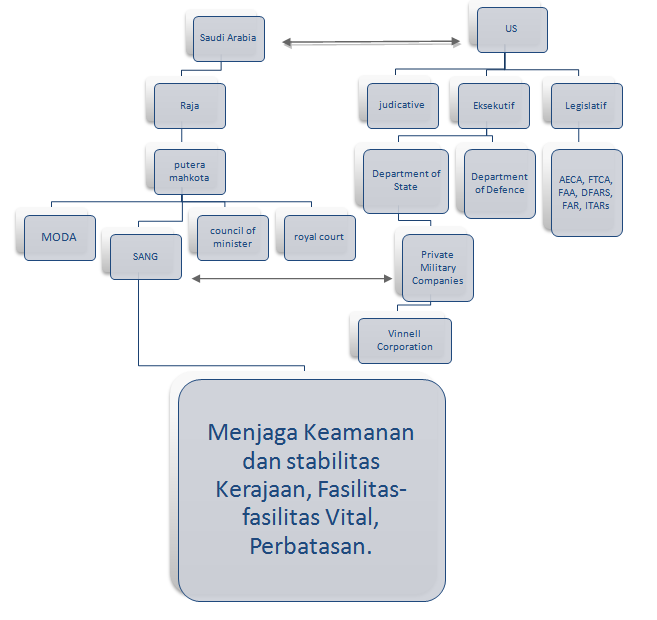 Saudi Arabia
US
Raja
judicative
Eksekutif
Legislatif
putera
mahkota
Department of
State
Department
of Defence
AECA, FTCA,
FAA, DFARS,
FAR, ITARs
MODA
SANG
council of
minister
royal court
Private
Military
Companies
Vinnell
Corporation
Menjaga Keamanan
dan stabilitas
Kerajaan, Fasilitas-
fasilitas Vital,
Perbatasan.